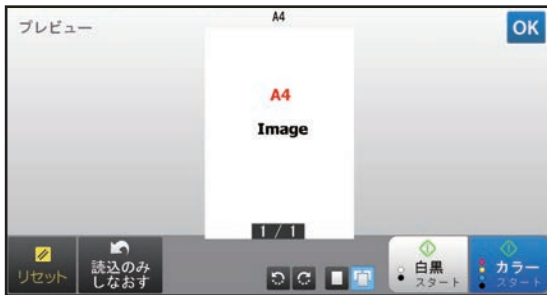 プレビュー
A4
OK
A4
Image
1 / 1
リセット
読込のみ
しなおす
白黒
スタート
カラー
スタート